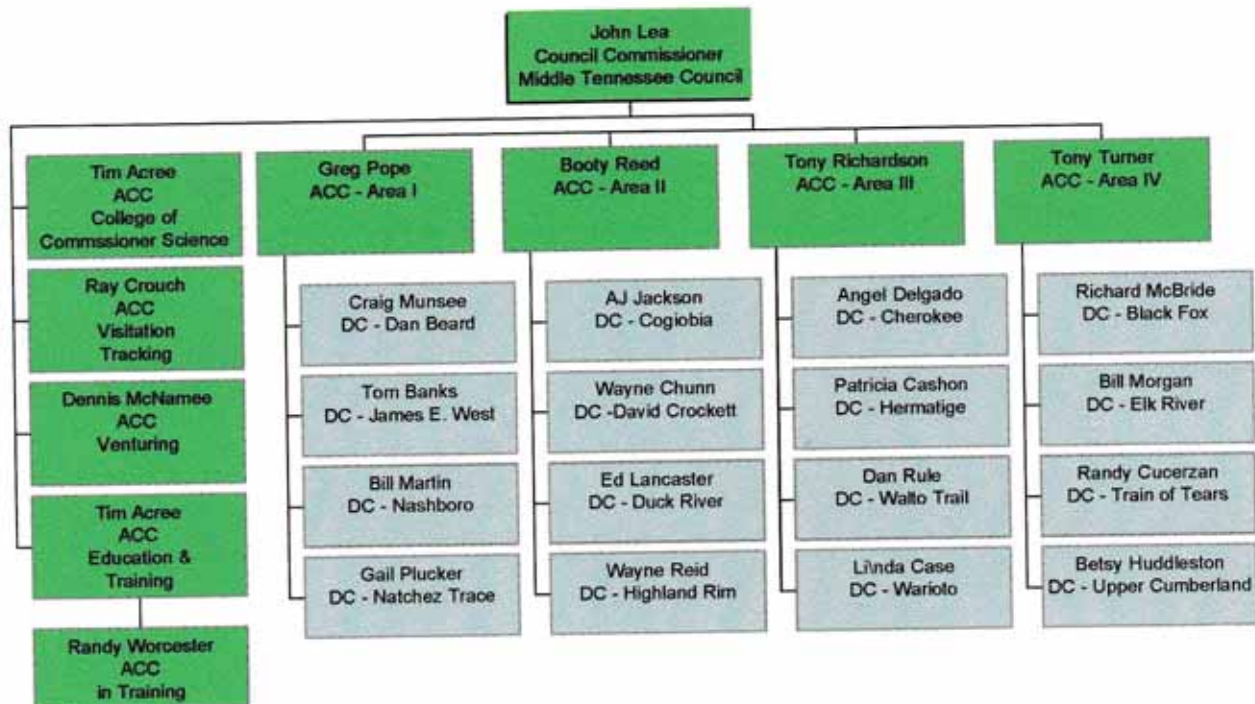 John Lea
Council Commissioner
Middle Tennessee Council
Tim Acree
ACC
College of
Commssioner Science
Ray Crouch
ACC
Visitation
Tracking
Dennis McNamee
ACC
Venturing
Tim Acree
ACC
Education &
Training
Randy Worcester
ACC
in Training
Greg Pope
ACC - Area I
Craig Munsee
DC - Dan Beard
Tom Banks
DC - James E. West
Bill Martin
DC - Nashboro
Gail Plucker
DC - Natchez Trace
Booty Reed
ACC - Area II
AJ Jackson
DC - Cogiobia
Wayne Chunn
DC -David Crockett
Ed Lancaster
DC - Duck River
Wayne Reid
DC - Highland Rim
Tony Richardson
ACC - Area III
Angel Delgado
DC - Cherokee
Patricia Cashon
DC - Hermatige
Dan Rule
DC - Walto Trail
Li\nda Case
DC - Warioto
Tony Turner
ACC - Area IV
Richard McBride
DC - Black Fox
Bill Morgan
DC - Elk River
Randy Cucerzan
DC - Train of Tears
Betsy Huddleston
DC - Upper Cumberland